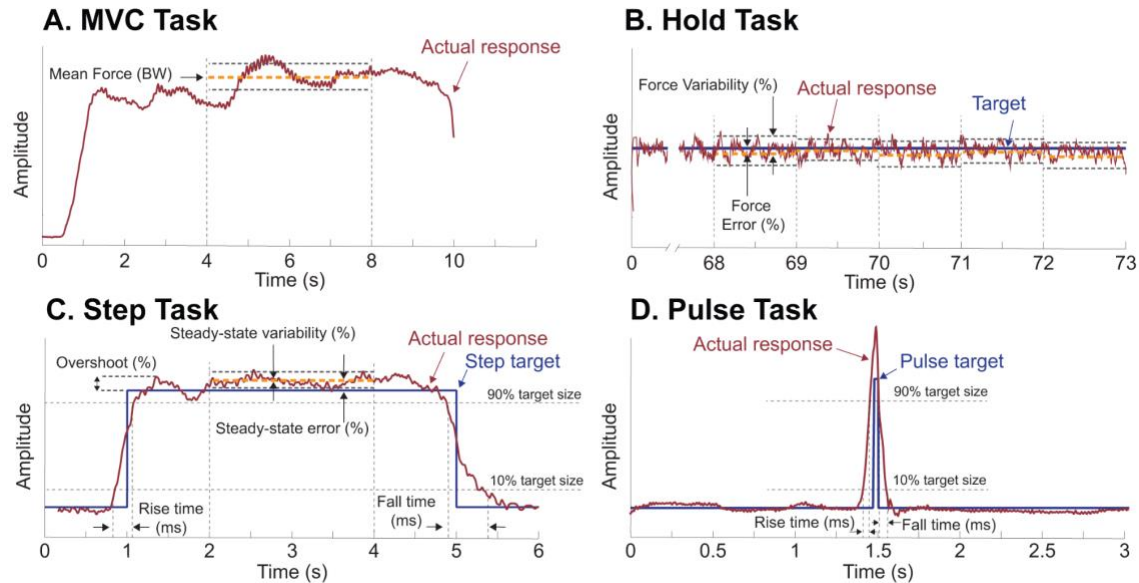 A. MVC Task
Actual response
Mean Force (BW)
Amplitude
0 2 4 6 8 10
Time (s)
B. Hold Task
Force Variability (%)
Actual response
Target
Amplitude
Force
Error (%)
0 68 69 70 71 72 73
Time (s)
C. Step Task
Steady-state variability (%)
Actual response
Overshoot (%)
Step target
90% target size
Steady-state error (%)
Amplitude
10% target size
Rise time
(ms)
Fall time
(ms)
0 1 2 3 4 5 6
Time (s)
D. Pulse Task
Actual response
Pulse target
90% target size
Amplitude
10% target size
Rise time (ms)
Fall time (ms)
0 0.5 1 1.5 2 2.5 3
Time (s)